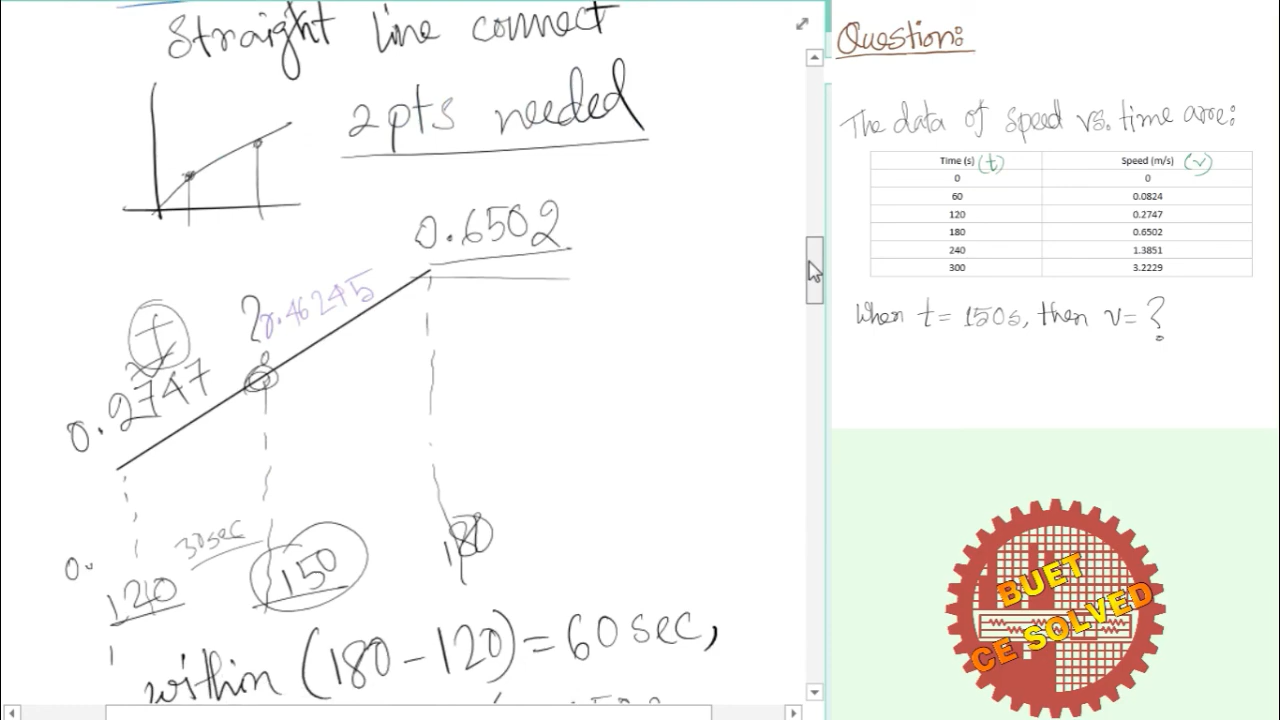 Straight line connect
2 pts needed
0.6502
?
0.46245
+
0.2747
30sec
0.
120
150
180
within (180 - 120) = 60 sec,
Question:
The data of speed vs. time are:
Time (s) (t) Speed (m/s) (v)
0 0
60 0.0824
120 0.2747
180 0.6502
240 1.3851
300 3.2229
When t = 150s, then v = ?
BUET
CE SOLVED